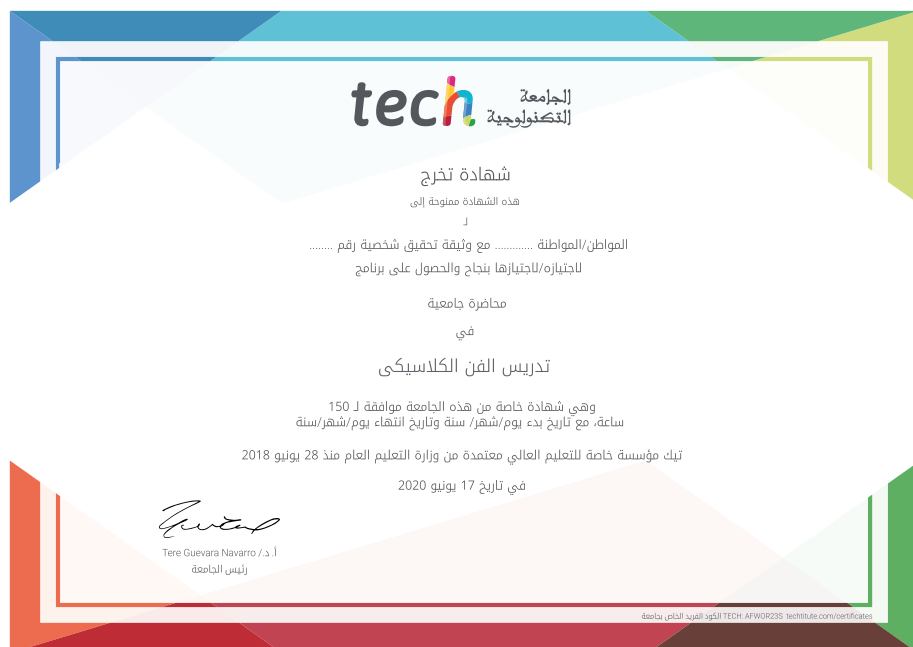 tech الجامعة
التكنولوجية
شهادة تخرج
هذه الشهادة ممنوحة إلى
لـ
المواطن/المواطنة ............. مع وثيقة تحقيق شخصية رقم ........
لاجتيازه/لاجتيازها بنجاح والحصول على برنامج
محاضرة جامعية
في
تدريس الفن الكلاسيكى
وهي شهادة خاصة من هذه الجامعة موافقة لـ 150
ساعة، مع تاريخ بدء يوم/شهر/ سنة وتاريخ انتهاء يوم/شهر/سنة
تيك مؤسسة خاصة للتعليم العالي معتمدة من وزارة التعليم العام منذ 28 يونيو 2018
في تاريخ 17 يونيو 2020
أ. د./ Tere Guevara Navarro
رئيس الجامعة
الكود الفريد الخاص بجامعة TECH: AFWOR23S techtitute.com/certificates